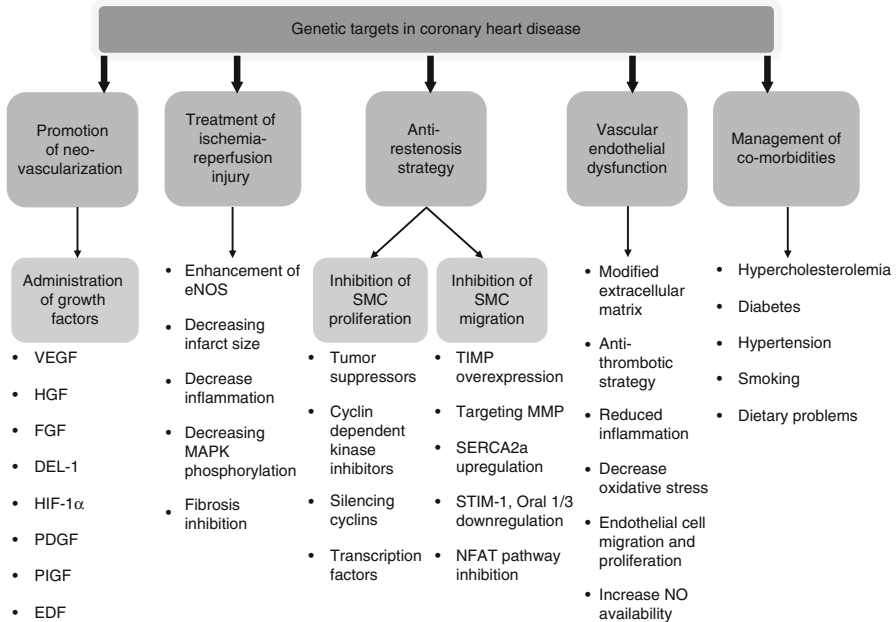 Genetic targets in coronary heart disease
Promotion
of neo-
vascularization
Administration
of growth
factors
• VEGF
• HGF
• FGF
• DEL-1
• HIF-1α
• PDGF
• PIGF
• EDF
Treatment of
ischemia-
reperfusion
injury
• Enhancement of
eNOS
• Decreasing
infarct size
• Decrease
inflammation
• Decreasing
MAPK
phosphorylation
• Fibrosis
inhibition
Anti-
restenosis
strategy
Inhibition of
SMC
proliferation
• Tumor
suppressors
• Cyclin
dependent
kinase
inhibitors
• Silencing
cyclins
• Transcription
factors
Inhibition of
SMC
migration
• TIMP
overexpression
• Targeting MMP
• SERCA2a
upregulation
• STIM-1, Oral 1/3
downregulation
• NFAT pathway
inhibition
Vascular
endothelial
dysfunction
• Modified
extracellular
matrix
• Anti-
thrombotic
strategy
• Reduced
inflammation
• Decrease
oxidative stress
• Endothelial cell
migration and
proliferation
• Increase NO
availability
Management of
co-morbidities
• Hypercholesterolemia
• Diabetes
• Hypertension
• Smoking
• Dietary problems